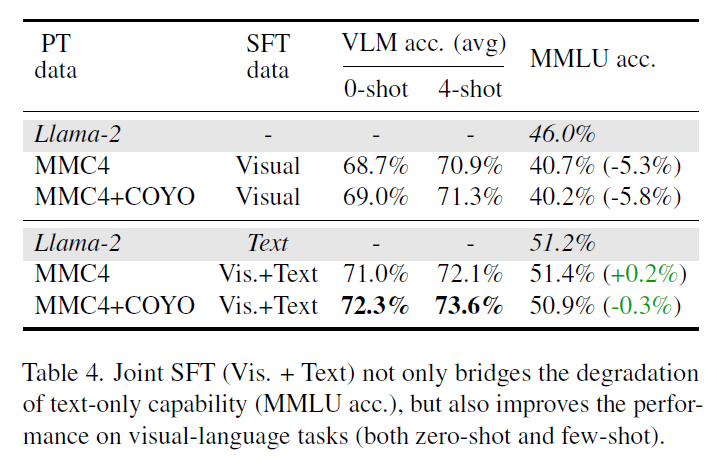 PT SFT VLM acc. (avg) MMLU acc.
data data 0-shot 4-shot
Llama-2 - - - 46.0%
MMC4 Visual 68.7% 70.9% 40.7% (-5.3%)
MMC4+COYO Visual 69.0% 71.3% 40.2% (-5.8%)
Llama-2 Text - - 51.2%
MMC4 Vis.+Text 71.0% 72.1% 51.4% (+0.2%)
MMC4+COYO Vis.+Text 72.3% 73.6% 50.9% (-0.3%)
Table 4. Joint SFT (Vis. + Text) not only bridges the degradation
of text-only capability (MMLU acc.), but also improves the perfor-
mance on visual-language tasks (both zero-shot and few-shot).